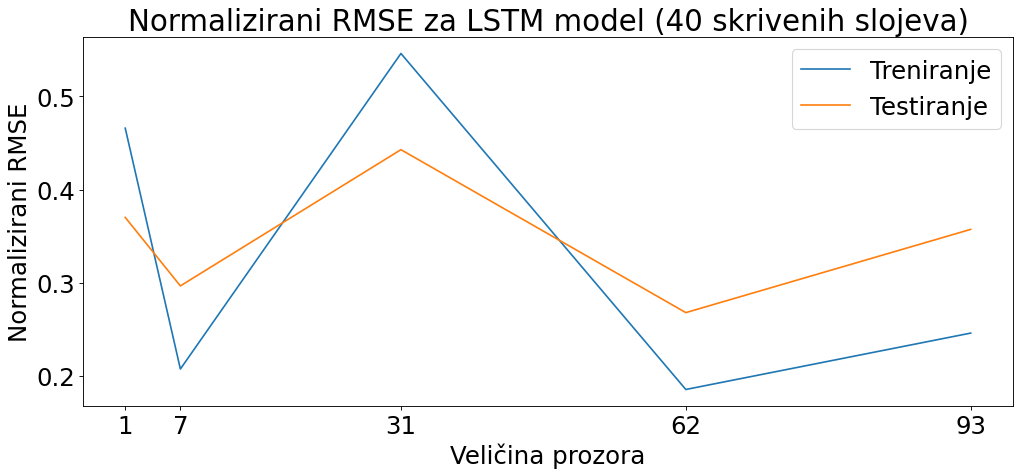 Normalizirani RMSE za LSTM model (40 skrivenih slojeva)
Treniranje
Testiranje
Normalizirani RMSE
0.5
0.4
0.3
0.2
1 7 31 62 93
Veličina prozora